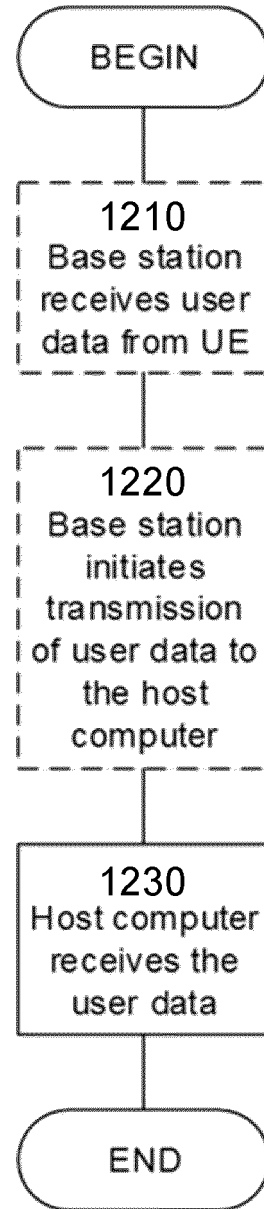 BEGIN
1210
Base station
receives user
data from UE
1220
Base station
initiates
transmission
of user data to
the host
computer
1230
Host computer
receives the
user data
END